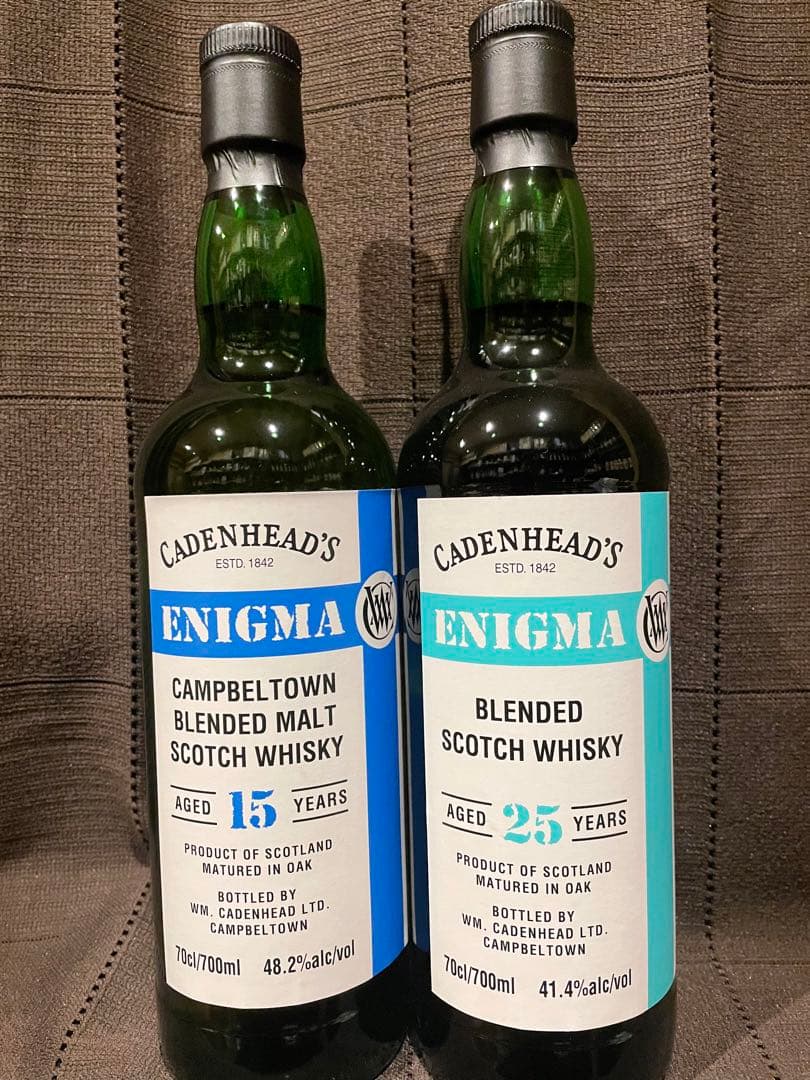 CADENHEAD'S
ESTD. 1842
ENIGMA
CAMPBELTOWN
BLENDED MALT
SCOTCH WHISKY
AGED 15 YEARS
PRODUCT OF SCOTLAND
MATURED IN OAK
BOTTLED BY
WM. CADENHEAD LTD.
CAMPBELTOWN
70cl/700ml 48.2%alc/vol
CADENHEAD'S
ESTD. 1842
ENIGMA
BLENDED
SCOTCH WHISKY
AGED 25 YEARS
PRODUCT OF SCOTLAND
MATURED IN OAK
BOTTLED BY
WM. CADENHEAD LTD.
CAMPBELTOWN
70cl/700ml 41.4%alc/vol